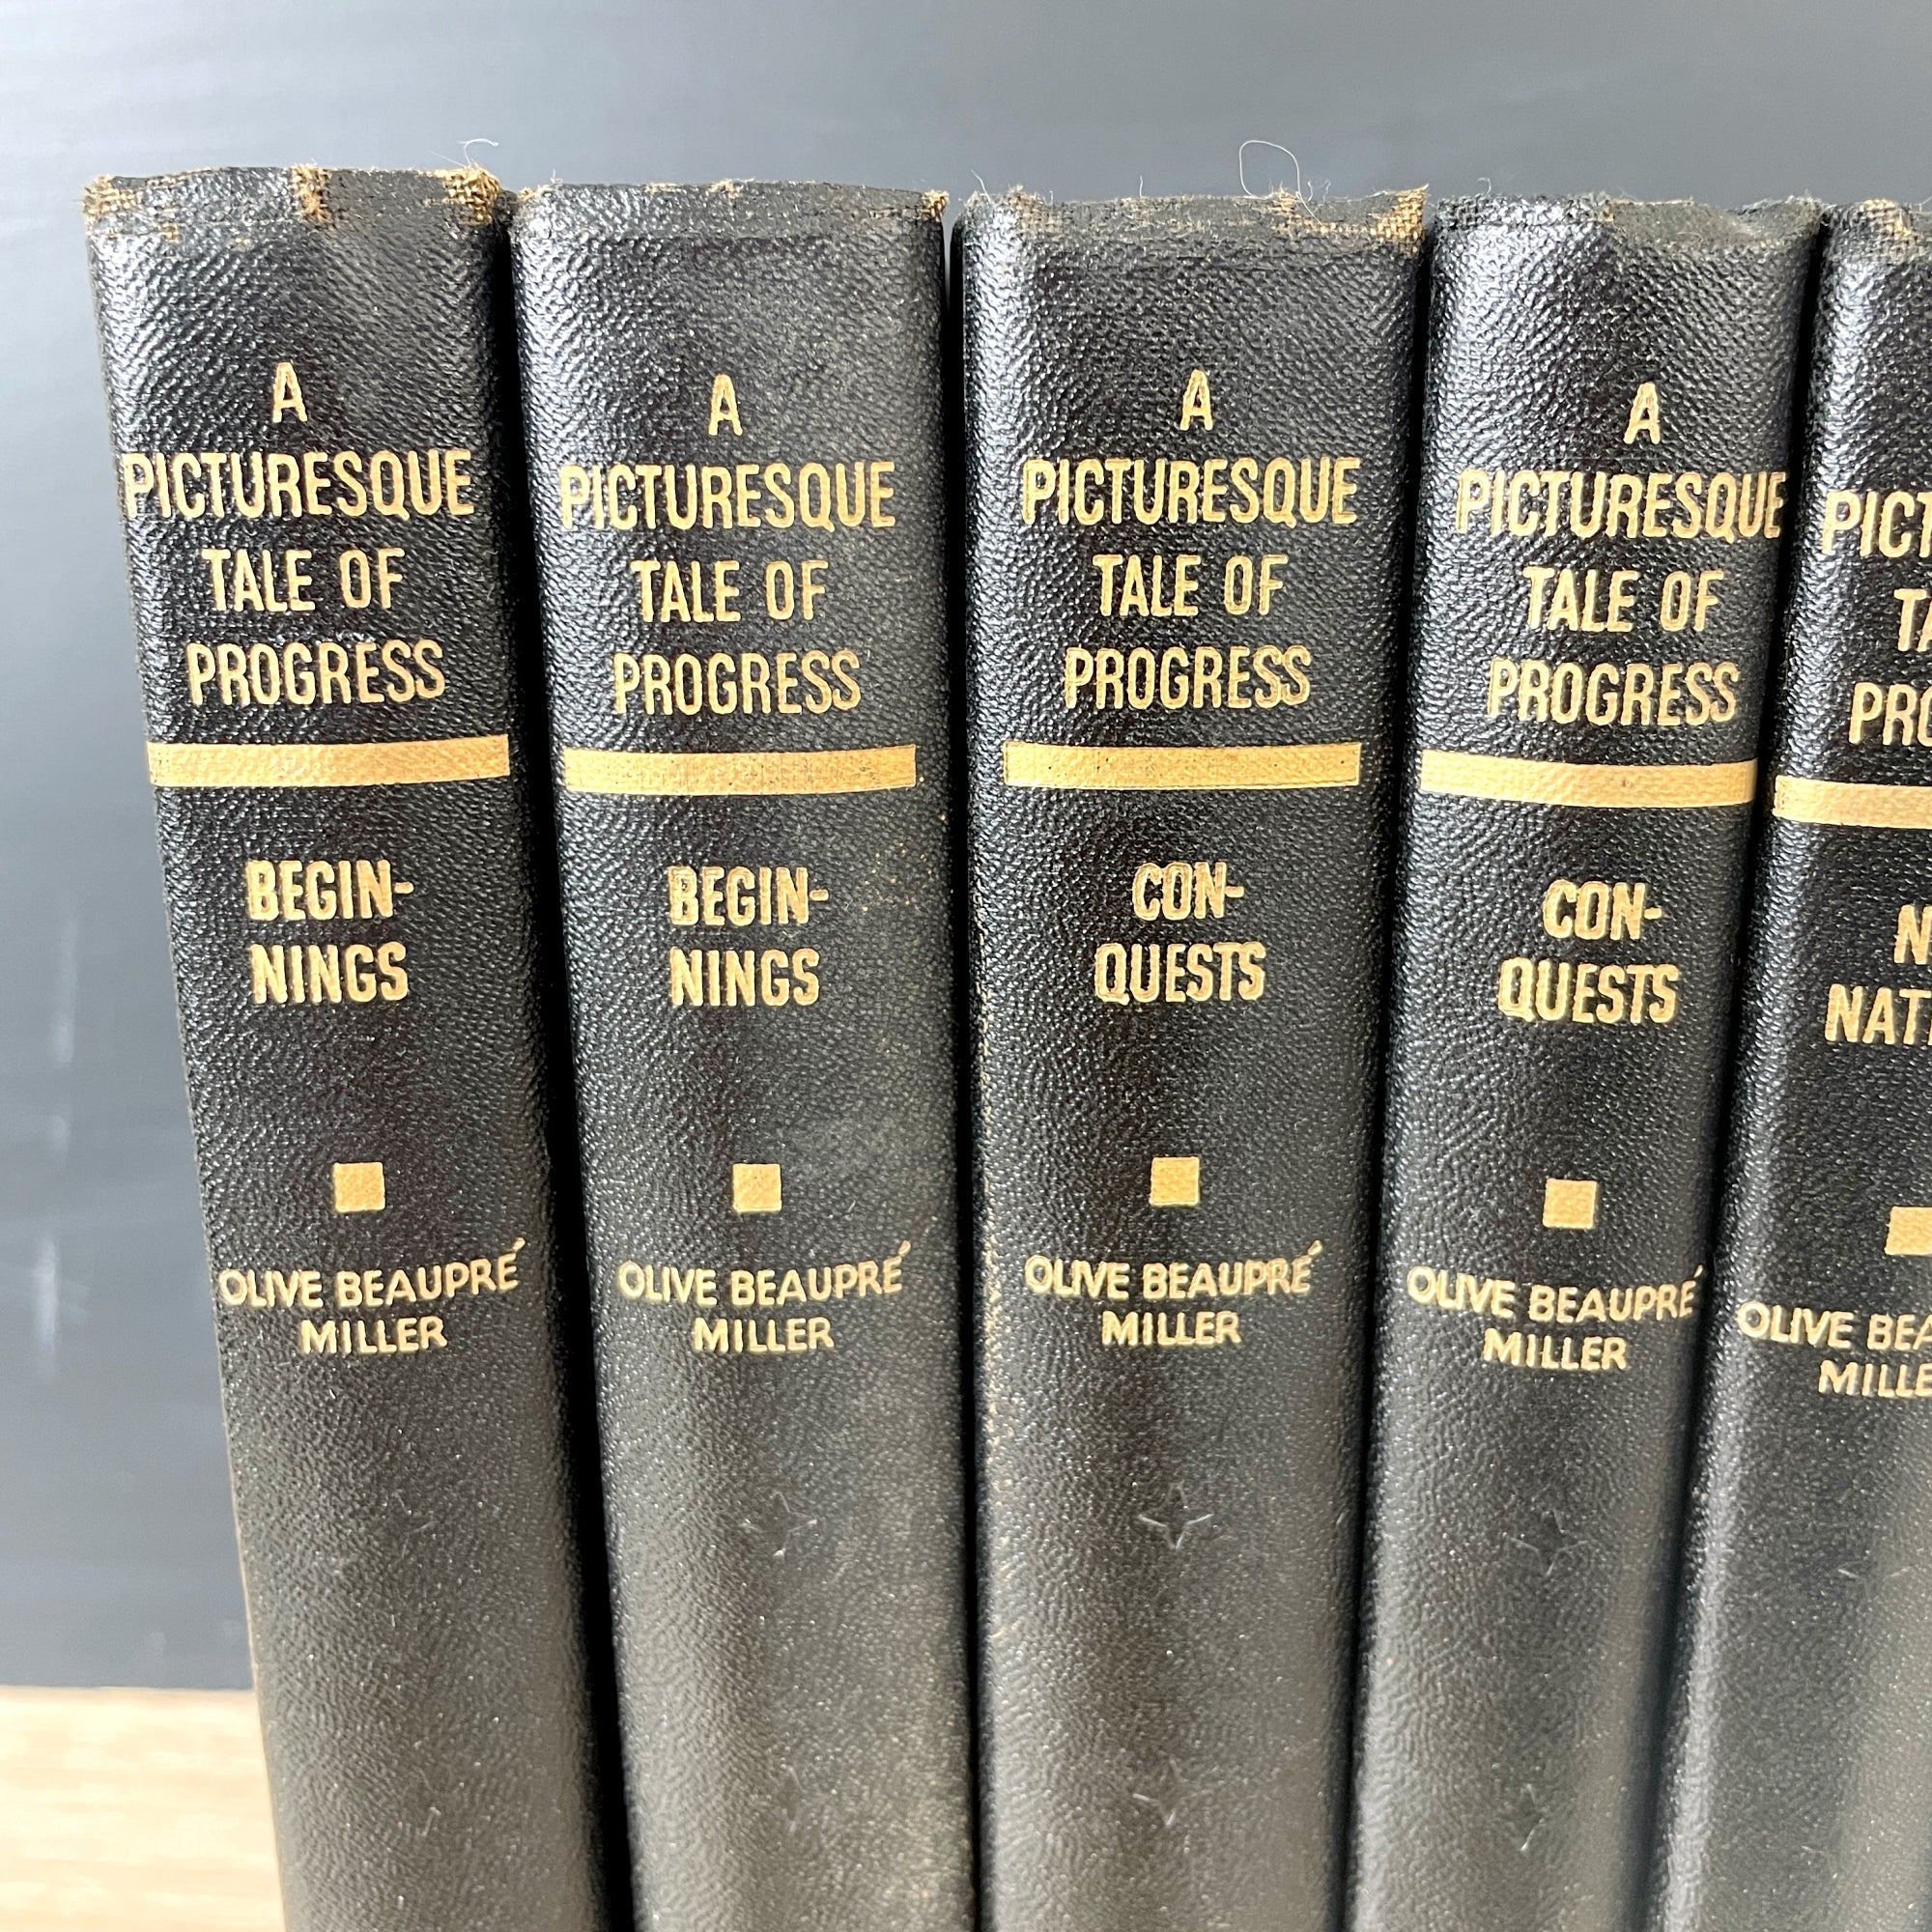 A
PICTURESQUE
TALE OF
PROGRESS
BEGIN-
NINGS
OLIVE BEAUPRÉ
MILLER
A
PICTURESQUE
TALE OF
PROGRESS
BEGIN-
NINGS
OLIVE BEAUPRÉ
MILLER
A
PICTURESQUE
TALE OF
PROGRESS
CON-
QUESTS
OLIVE BEAUPRÉ
MILLER
A
PICTURESQUE
TALE OF
PROGRESS
CON-
QUESTS
OLIVE BEAUPRÉ
MILLER
OLIVE